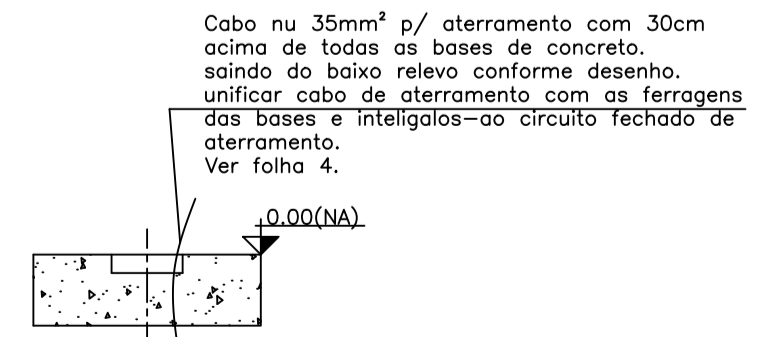 Cabo nu 35mm² p/ aterramento com 30cm
acima de todas as bases de concreto.
saindo do baixo relevo conforme desenho.
unificar cabo de aterramento com as ferragens
das bases e inteligalos-ao circuito fechado de
aterramento.
Ver folha 4.
0.00(NA)